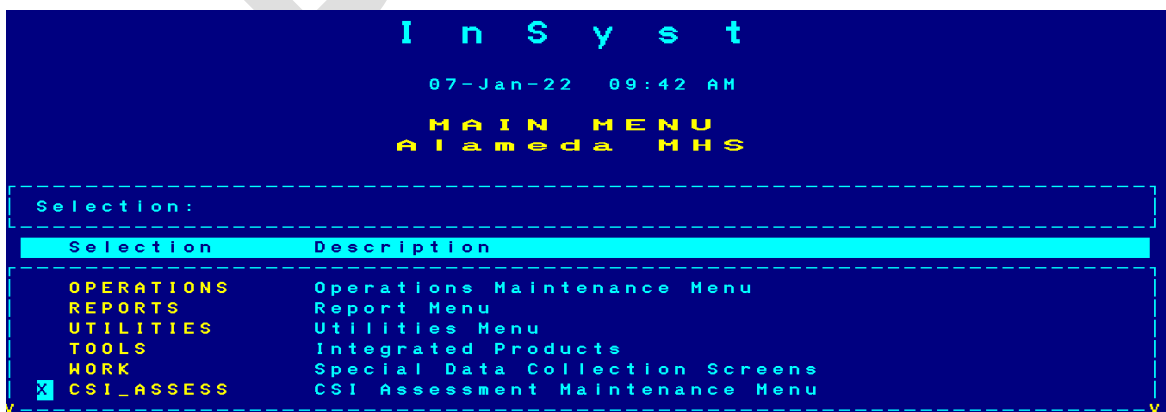 InSyst
07-Jan-22 09:42 AM
MAIN MENU
Alameda MHS
Selection:
Selection Description
OPERATIONS Operations Maintenance Menu
REPORTS Report Menu
UTILITIES Utilities Menu
TOOLS Integrated Products
WORK Special Data Collection Screens
X CSI_ASSESS CSI Assessment Maintenance Menu
v v